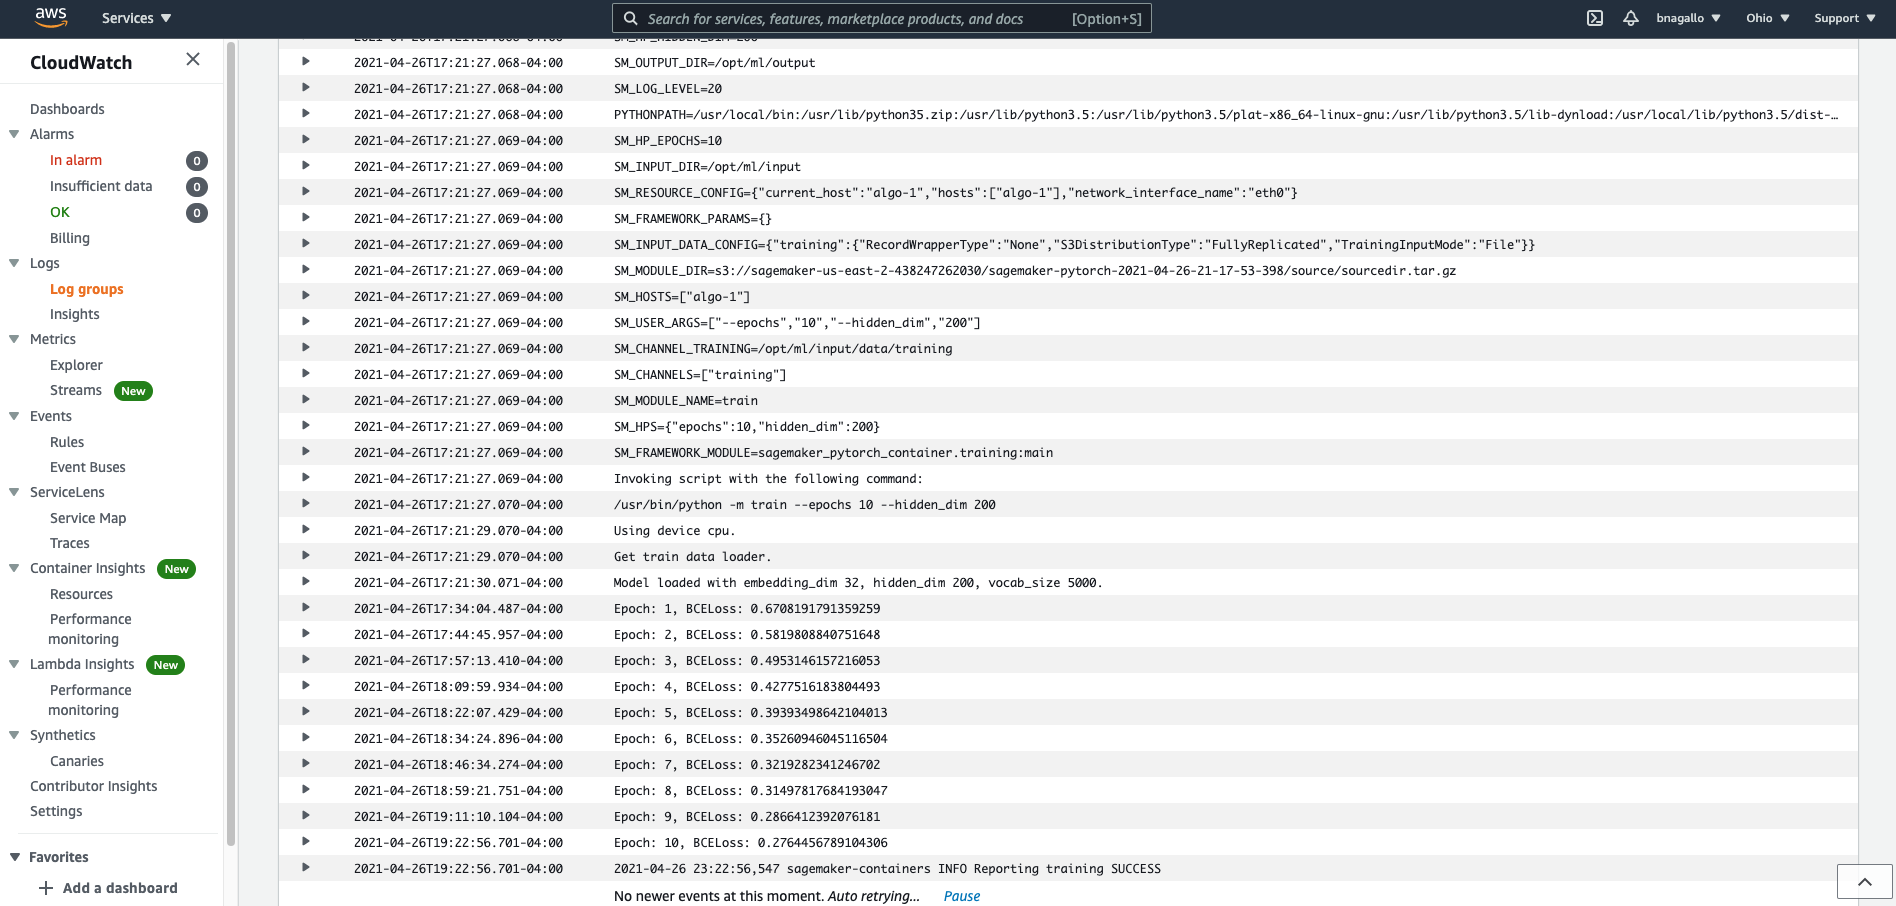 aws Services Search for services, features, marketplace products, and docs [Option+S] bnagallo Ohio Support
CloudWatch
Dashboards
Alarms
In alarm 0
Insufficient data 0
OK 0
Billing
Logs
Log groups
Insights
Metrics
Explorer
Streams New
Events
Rules
Event Buses
ServiceLens
Service Map
Traces
Container Insights New
Resources
Performance
monitoring
Lambda Insights New
Performance
monitoring
Synthetics
Canaries
Contributor Insights
Settings
Favorites
Add a dashboard
2021-04-26T17:21:27.068-04:00 SM_OUTPUT_DIR=/opt/ml/output
2021-04-26T17:21:27.068-04:00 SM_LOG_LEVEL=20
2021-04-26T17:21:27.068-04:00 PYTHONPATH=/usr/local/bin:/usr/lib/python35.zip:/usr/lib/python3.5:/usr/lib/python3.5/plat-x86_64-linux-gnu:/usr/lib/python3.5/lib-dynload:/usr/local/lib/python3.5/dist-…
2021-04-26T17:21:27.069-04:00 SM_HP_EPOCHS=10
2021-04-26T17:21:27.069-04:00 SM_INPUT_DIR=/opt/ml/input
2021-04-26T17:21:27.069-04:00 SM_RESOURCE_CONFIG={"current_host":"algo-1","hosts":["algo-1"],"network_interface_name":"eth0"}
2021-04-26T17:21:27.069-04:00 SM_FRAMEWORK_PARAMS={}
2021-04-26T17:21:27.069-04:00 SM_INPUT_DATA_CONFIG={"training":{"RecordWrapperType":"None","S3DistributionType":"FullyReplicated","TrainingInputMode":"File"}}
2021-04-26T17:21:27.069-04:00 SM_MODULE_DIR=s3://sagemaker-us-east-2-438247262030/sagemaker-pytorch-2021-04-26-21-17-53-398/source/sourcedir.tar.gz
2021-04-26T17:21:27.069-04:00 SM_HOSTS=["algo-1"]
2021-04-26T17:21:27.069-04:00 SM_USER_ARGS=["--epochs","10","--hidden_dim","200"]
2021-04-26T17:21:27.069-04:00 SM_CHANNEL_TRAINING=/opt/ml/input/data/training
2021-04-26T17:21:27.069-04:00 SM_CHANNELS=["training"]
2021-04-26T17:21:27.069-04:00 SM_MODULE_NAME=train
2021-04-26T17:21:27.069-04:00 SM_HPS={"epochs":10,"hidden_dim":200}
2021-04-26T17:21:27.069-04:00 SM_FRAMEWORK_MODULE=sagemaker_pytorch_container.training:main
2021-04-26T17:21:27.069-04:00 Invoking script with the following command:
2021-04-26T17:21:27.070-04:00 /usr/bin/python -m train --epochs 10 --hidden_dim 200
2021-04-26T17:21:29.070-04:00 Using device cpu.
2021-04-26T17:21:29.070-04:00 Get train data loader.
2021-04-26T17:21:30.071-04:00 Model loaded with embedding_dim 32, hidden_dim 200, vocab_size 5000.
2021-04-26T17:34:04.487-04:00 Epoch: 1, BCELoss: 0.6708191791359259
2021-04-26T17:44:45.957-04:00 Epoch: 2, BCELoss: 0.5819808840751648
2021-04-26T17:57:13.410-04:00 Epoch: 3, BCELoss: 0.4953146157216053
2021-04-26T18:09:59.934-04:00 Epoch: 4, BCELoss: 0.4277516183804493
2021-04-26T18:22:07.429-04:00 Epoch: 5, BCELoss: 0.39393498642104013
2021-04-26T18:34:24.896-04:00 Epoch: 6, BCELoss: 0.35260946045116504
2021-04-26T18:46:34.274-04:00 Epoch: 7, BCELoss: 0.3219282341246702
2021-04-26T18:59:21.751-04:00 Epoch: 8, BCELoss: 0.31497817684193047
2021-04-26T19:11:10.104-04:00 Epoch: 9, BCELoss: 0.2866412392076181
2021-04-26T19:22:56.701-04:00 Epoch: 10, BCELoss: 0.2764456789104306
2021-04-26T19:22:56.701-04:00 2021-04-26 23:22:56,547 sagemaker-containers INFO Reporting training SUCCESS
No newer events at this moment. Auto retrying... Pause